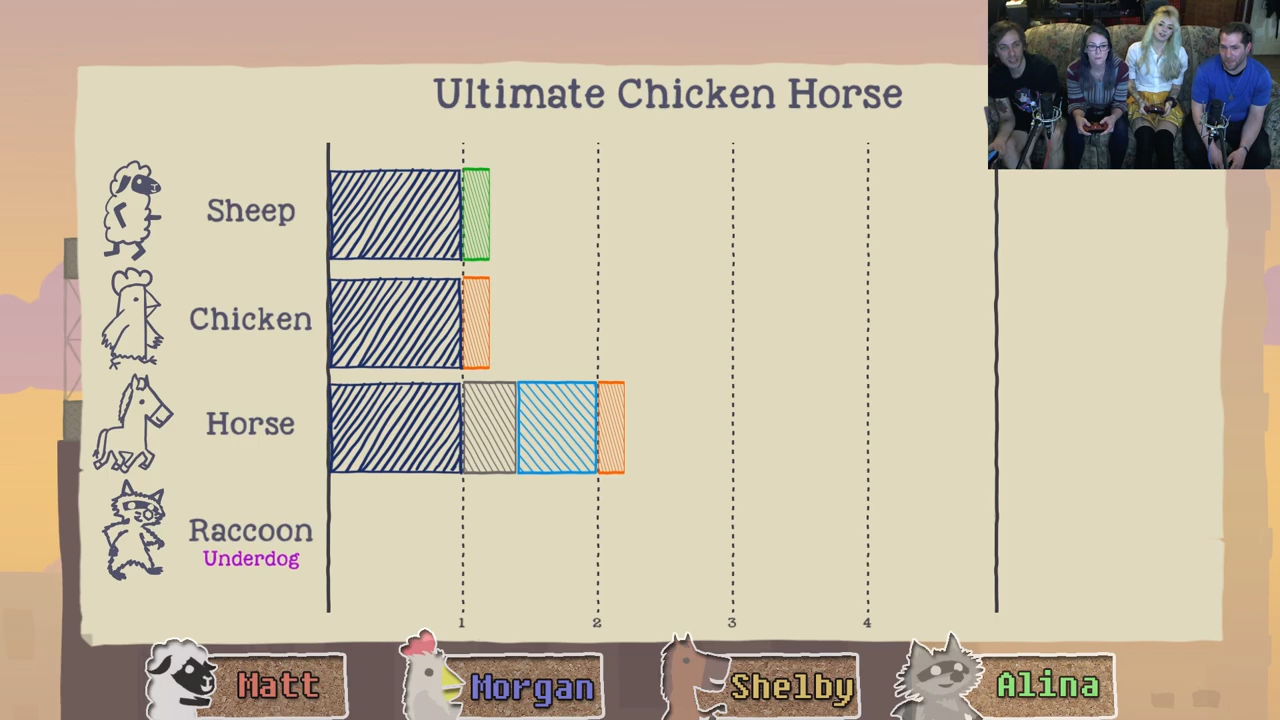 Ultimate Chicken Horse
Sheep
Chicken
Horse
Raccoon
Underdog
1 2 3 4
Matt Morgan Shelby Alina